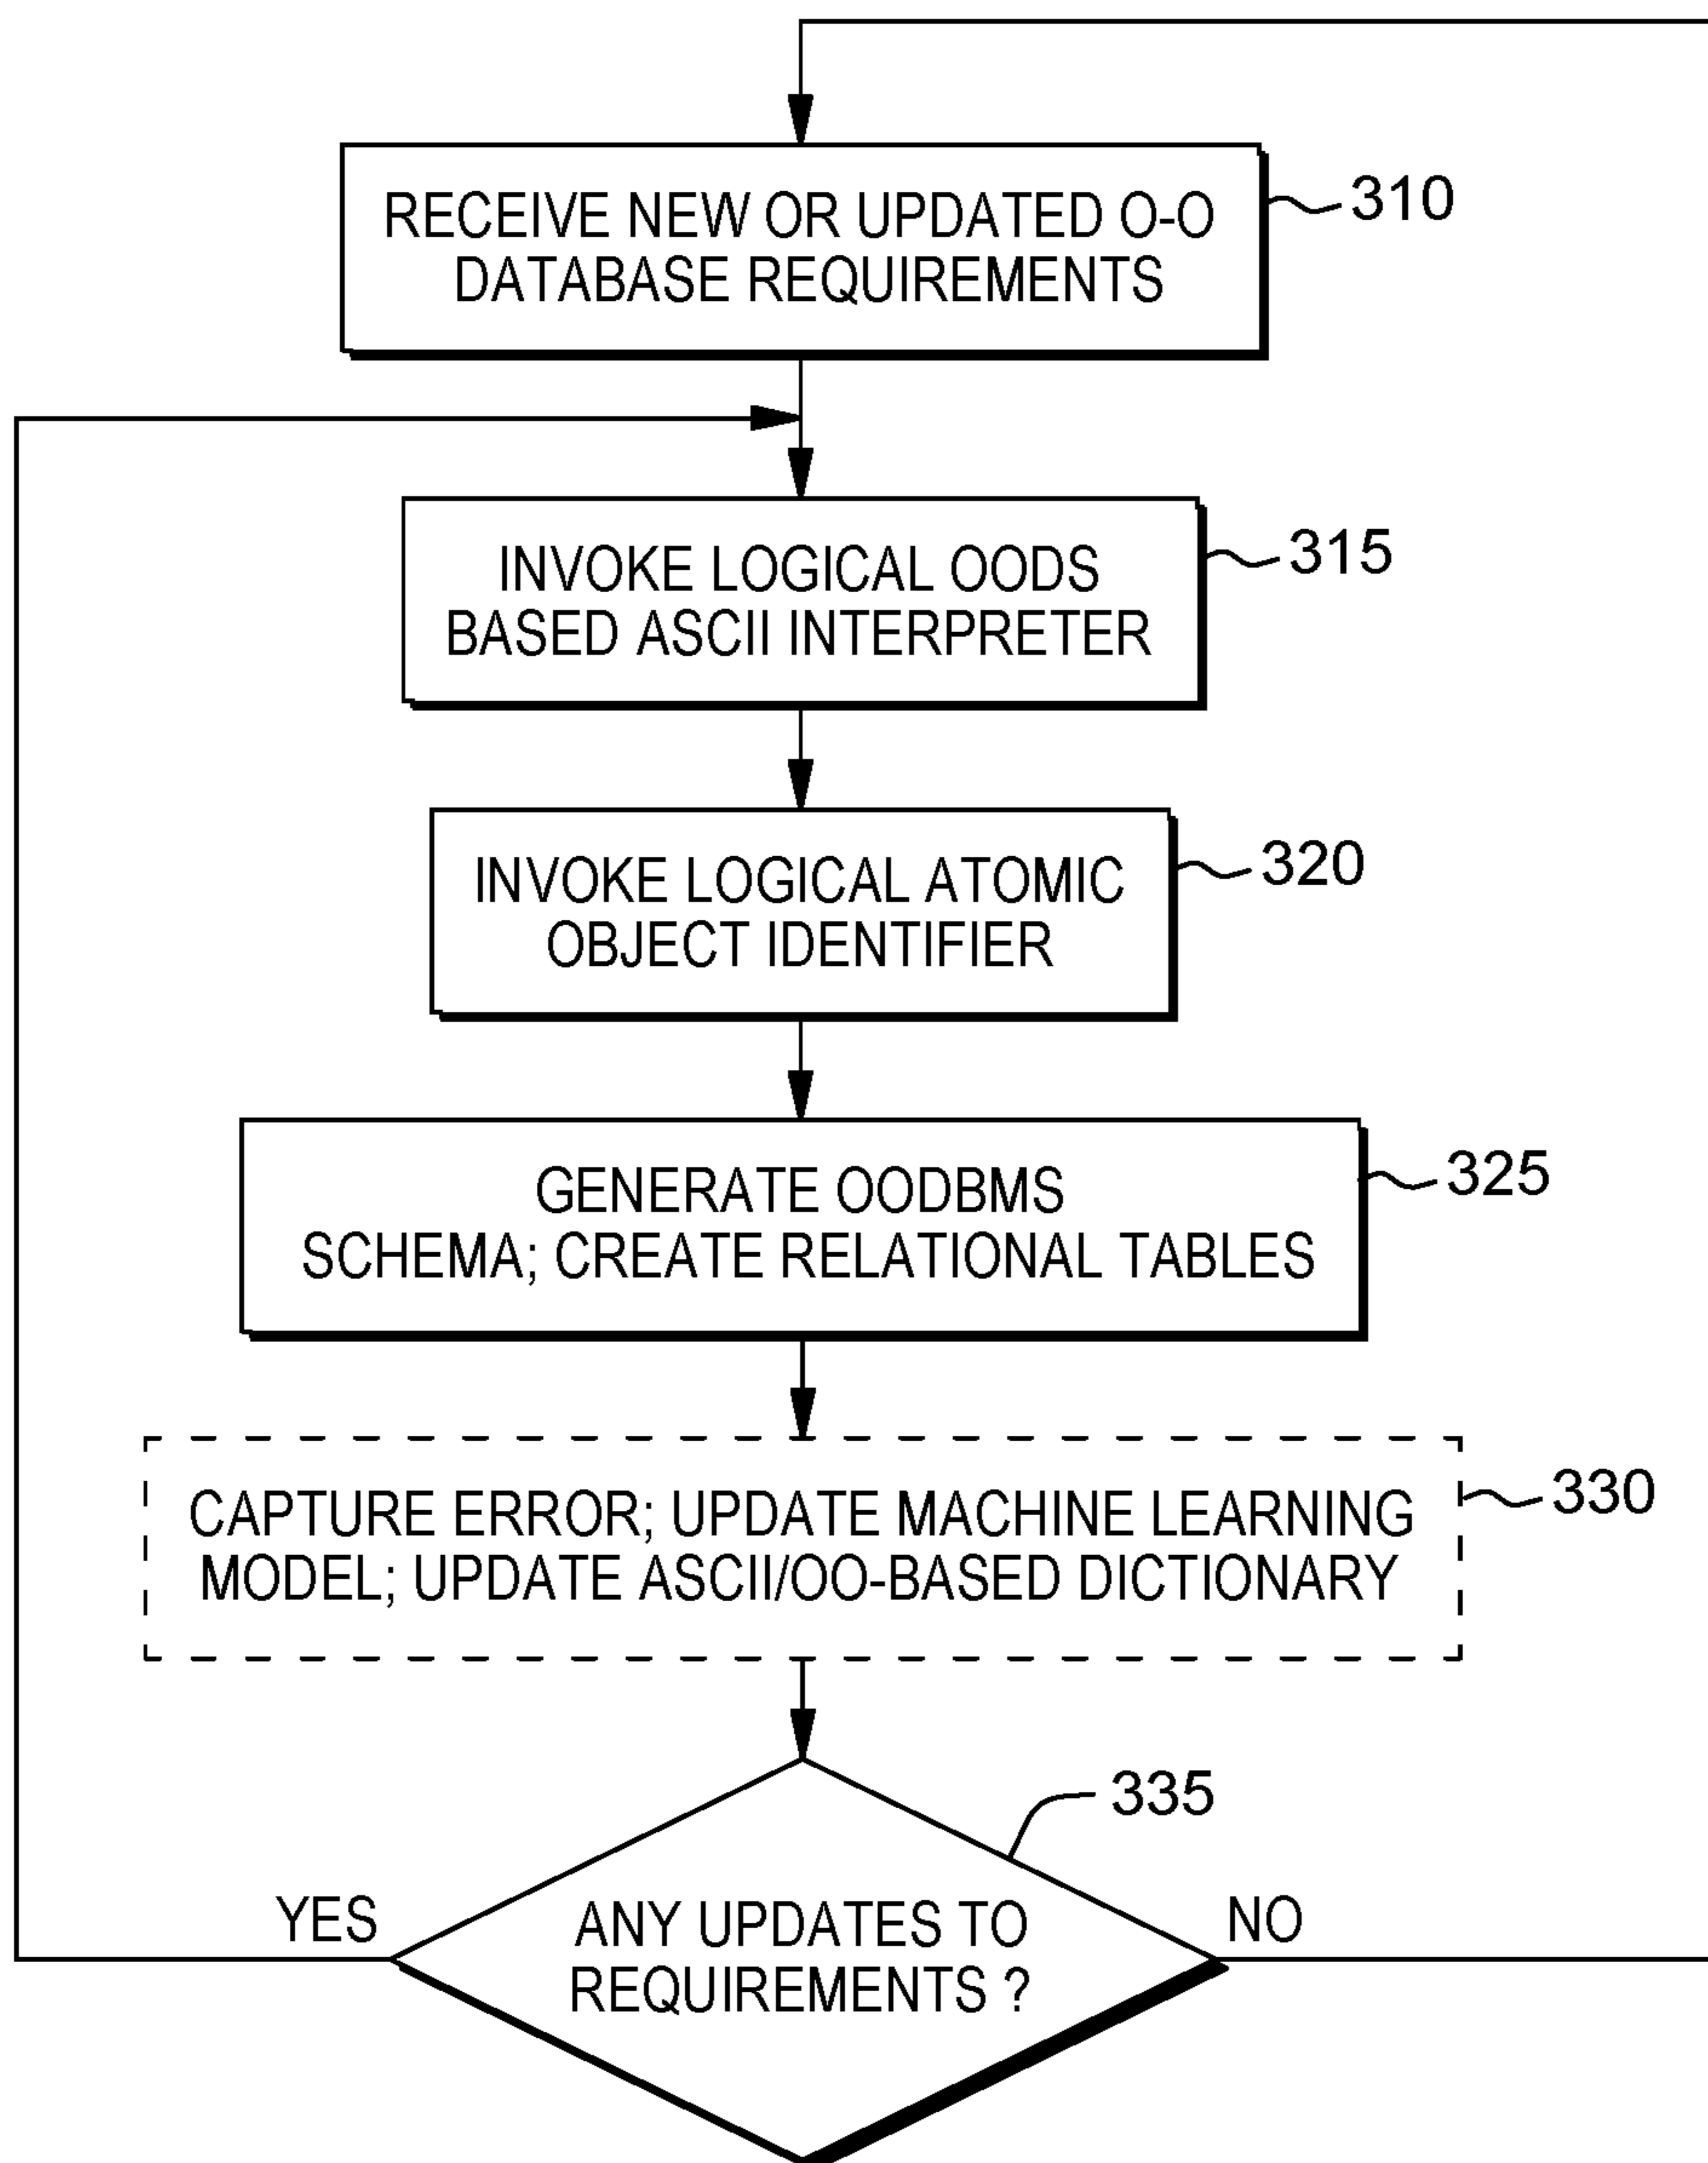 RECEIVE NEW OR UPDATED O-O
DATABASE REQUIREMENTS
310
INVOKE LOGICAL OODS
BASED ASCII INTERPRETER
315
INVOKE LOGICAL ATOMIC
OBJECT IDENTIFIER
320
GENERATE OODBMS
SCHEMA; CREATE RELATIONAL TABLES
325
CAPTURE ERROR; UPDATE MACHINE LEARNING
MODEL; UPDATE ASCII/OO-BASED DICTIONARY
330
335
YES
ANY UPDATES TO
REQUIREMENTS ?
NO